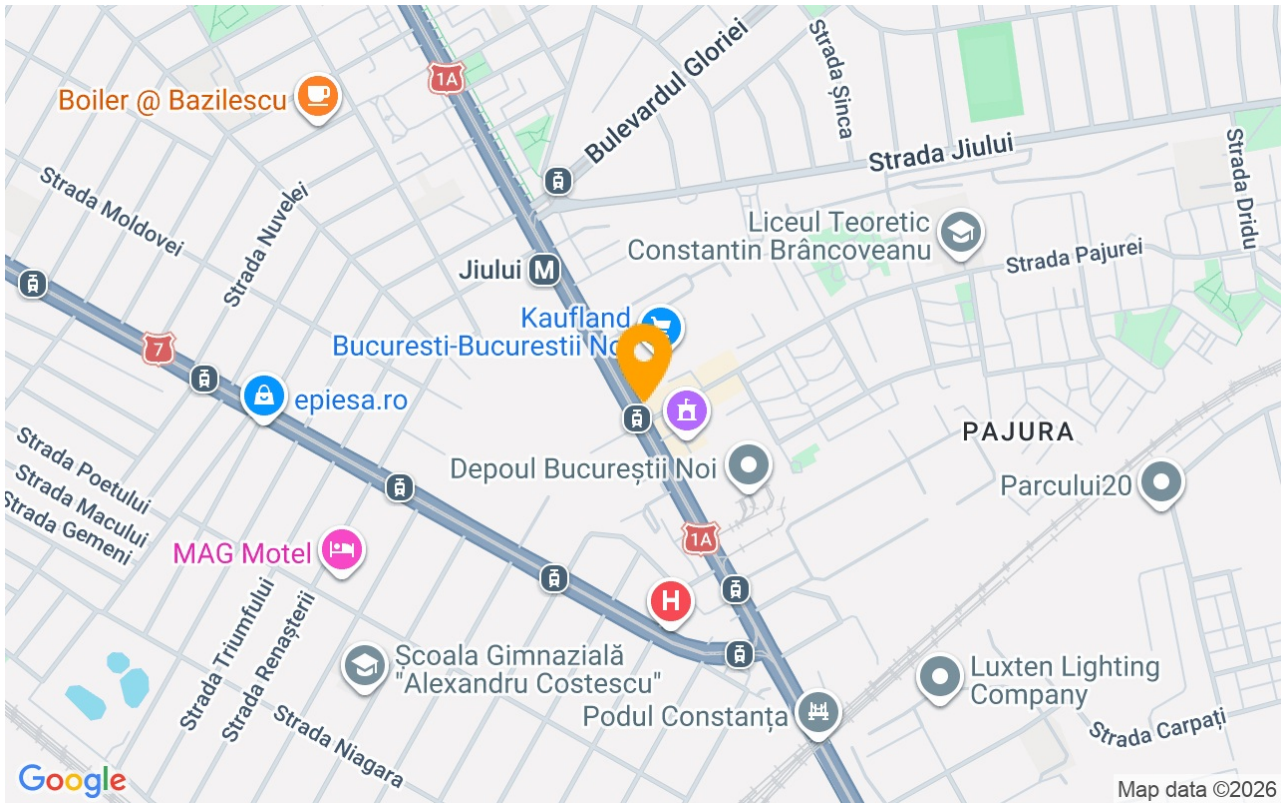 1A
Bulevardul Gloriei
Strada Șinca
Boiler @ Bazilescu
Strada Jiului
Strada Dridu
Strada Moldovei
Strada Nuvelei
Liceul Teoretic
Constantin Brâncoveanu
Strada Pajurei
Jiului M
Kaufland
Bucuresti-Bucurestii
7
epiesa.ro
PAJURA
Strada Poetului
Strada Macului
Strada Gemeni
Depoul Bucureștii Noi
Parcului20
1A
MAG Motel
H
Strada Triumfului
Strada Renașterii
Școala Gimnazială
"Alexandru Costescu"
Luxten Lighting
Company
Podul Constanța
Strada Carpați
Strada Niagara
Google
Map data ©2026